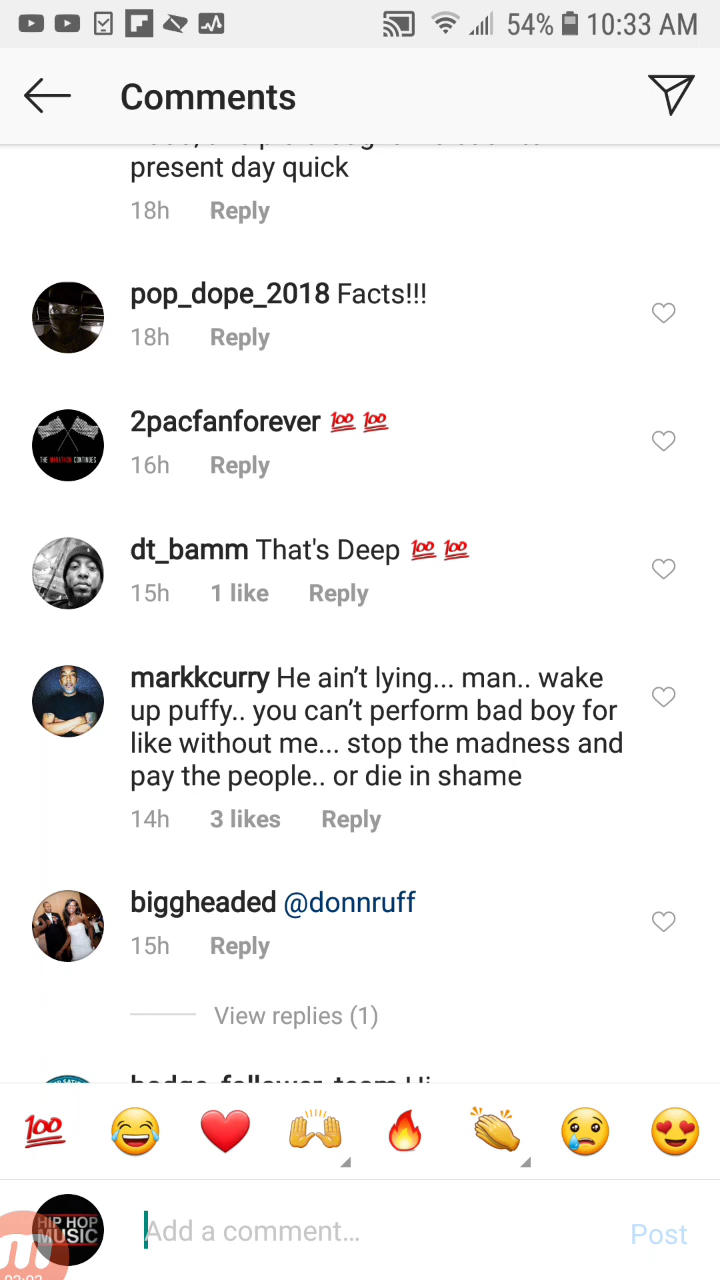 54% 10:33 AM
Comments
present day quick
18h Reply
pop_dope_2018 Facts!!!
18h Reply
2pacfanforever 💯 💯
THE MARATHON CONTINUES
16h Reply
dt_bamm That's Deep 💯 💯
15h 1 like Reply
markkcurry He ain't lying... man.. wake
up puffy.. you can't perform bad boy for
like without me... stop the madness and
pay the people.. or die in shame
14h 3 likes Reply
biggheaded @donnruff
15h Reply
View replies (1)
💯 😂 ❤️ 🙌 🔥 👏 😢 😍
HIP HOP
MUSIC
Add a comment...
Post